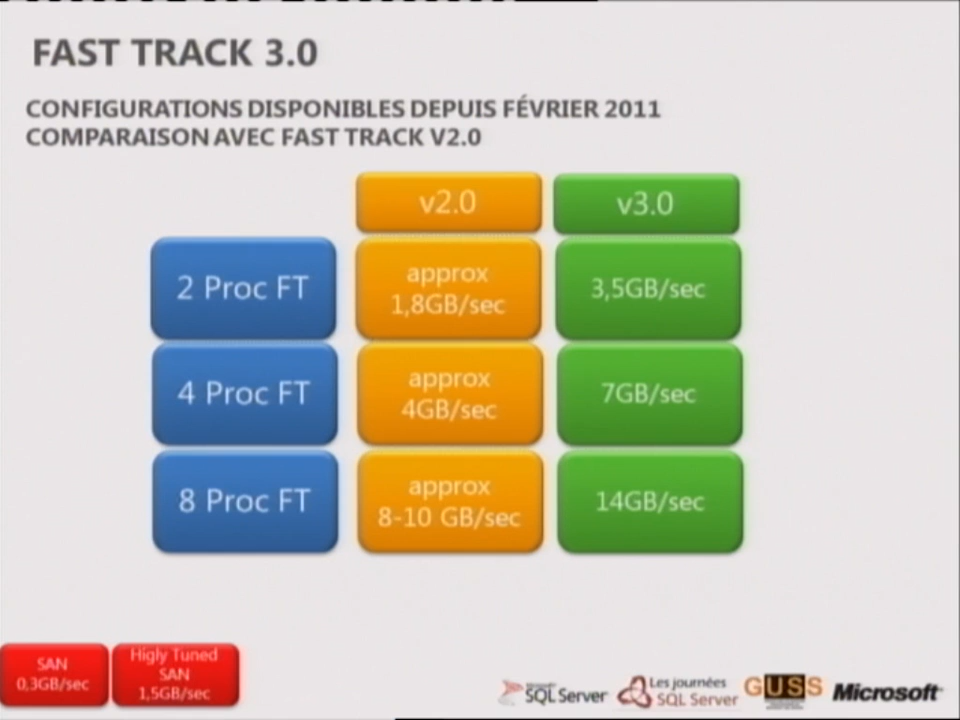 FAST TRACK 3.0
CONFIGURATIONS DISPONIBLES DEPUIS FÉVRIER 2011
COMPARAISON AVEC FAST TRACK V2.0
v2.0
v3.0
2 Proc FT
approx
1,8GB/sec
3,5GB/sec
4 Proc FT
approx
4GB/sec
7GB/sec
8 Proc FT
approx
8-10 GB/sec
14GB/sec
SAN
0,3GB/sec
Higly Tuned
SAN
1,5GB/sec
SQL Server
Les journées
SQL Server
GUSS
Microsoft